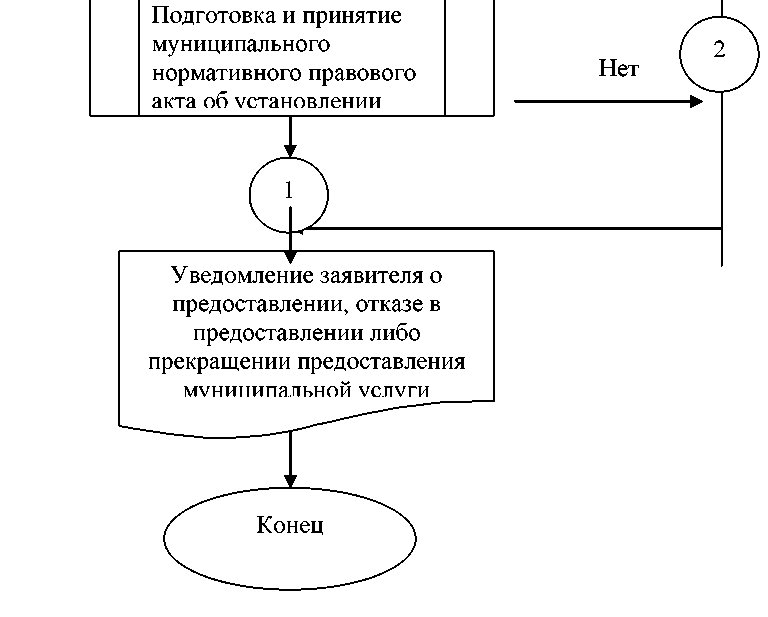 Подготовка и принятие
муниципального
нормативного правового
акта об установлении
2
Нет
1
Уведомление заявителя о
предоставлении, отказе в
предоставлении либо
прекращении предоставления
муниципальной услуги
Конец